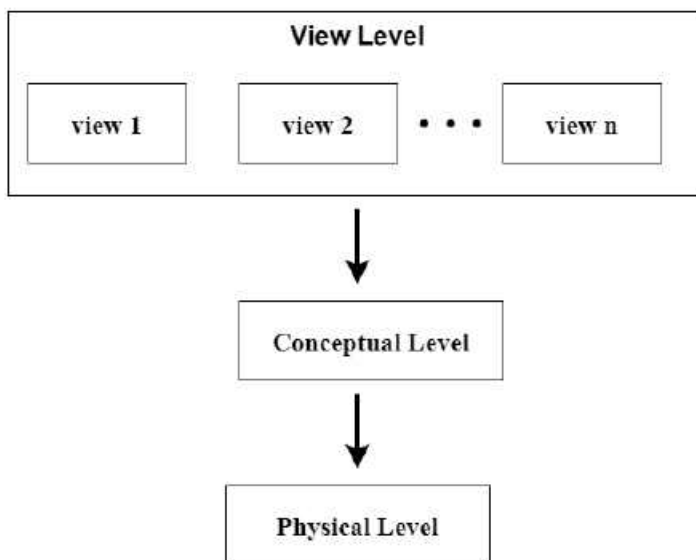 View Level
view 1 view 2 • • • view n
Conceptual Level
Physical Level